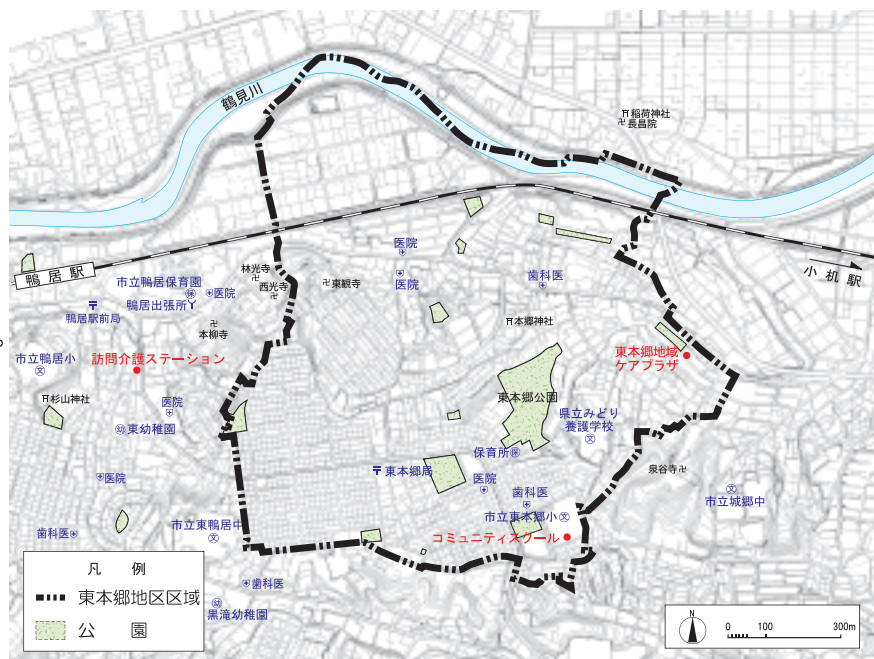 鶴見川
稲荷神社
長昌院
鴨居駅
小机駅
医院
医院
歯科医
林光寺
西光寺
東観寺
市立鴨居保育園
医院
鴨居出張所
鴨居駅前局
本柳寺
本郷神社
市立鴨居小
訪問介護ステーション
東本郷地域
ケアプラザ
杉山神社
医院
東幼稚園
東本郷公園
県立みどり
養護学校
保育所
東本郷局
医院
泉谷寺
医院
歯科医
市立城郷中
市立東鴨居中
市立東本郷小
歯科医
コミュニティスクール
歯科医
黒滝幼稚園
凡 例
東本郷地区区域
公 園
N
0 100 300m